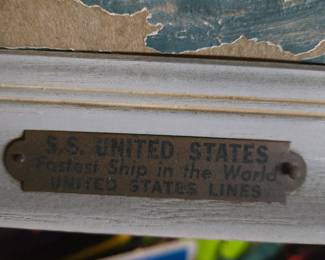 S.S. UNITED STATES
Fastest Ship in the World
UNITED STATES LINES